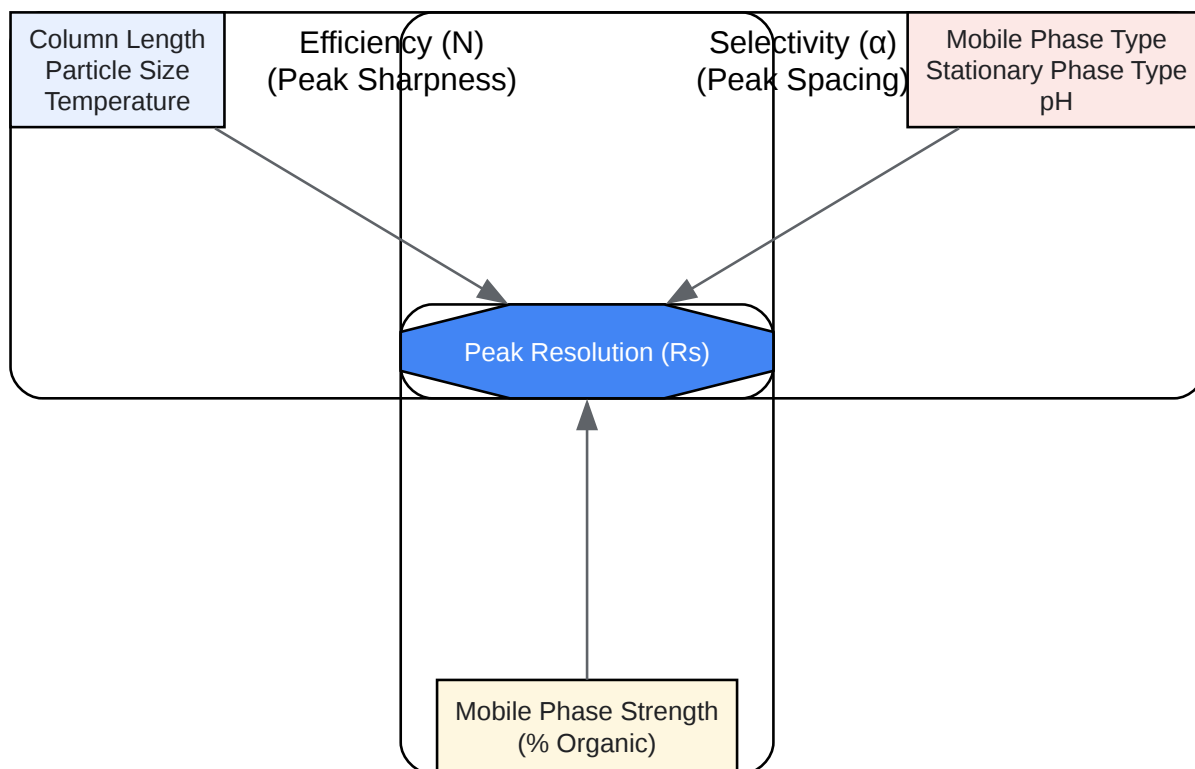 Column Length
Particle Size
Temperature
Efficiency (N)
(Peak Sharpness)
Selectivity (α)
(Peak Spacing)
Mobile Phase Type
Stationary Phase Type
pH
Peak Resolution (Rs)
Mobile Phase Strength
(% Organic)